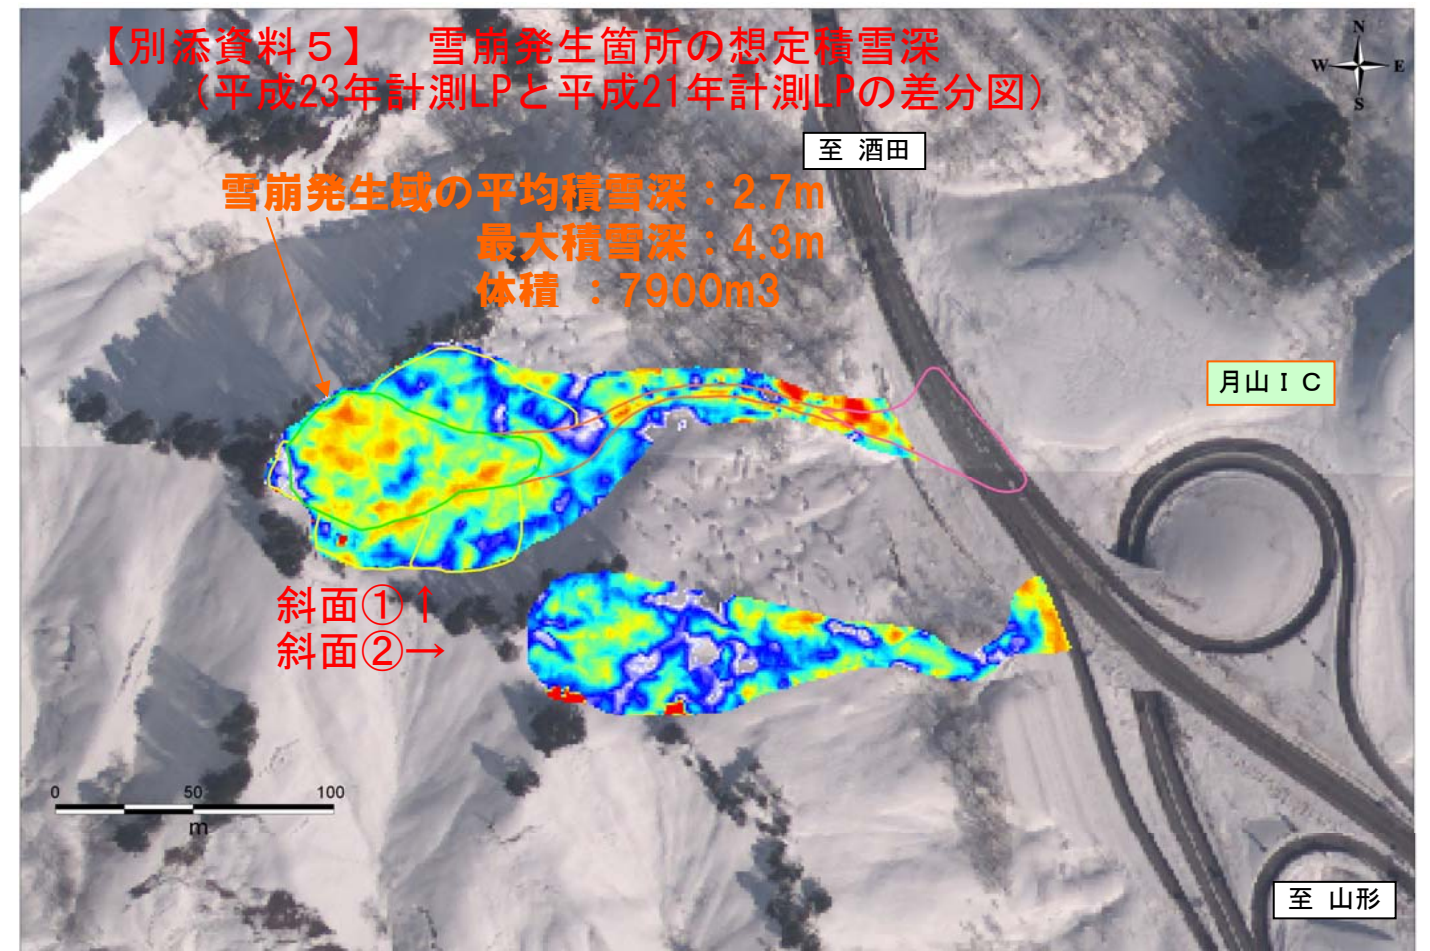 【別添資料５】　雪崩発生箇所の想定積雪深
（平成23年計測LPと平成21年計測LPの差分図）
N
W E
S
至 酒田
雪崩発生域の平均積雪深：2.7m
最大積雪深：4.3m
体積 ：7900m3
月山ＩＣ
斜面①↑
斜面②→
0 50 100
m
至 山形